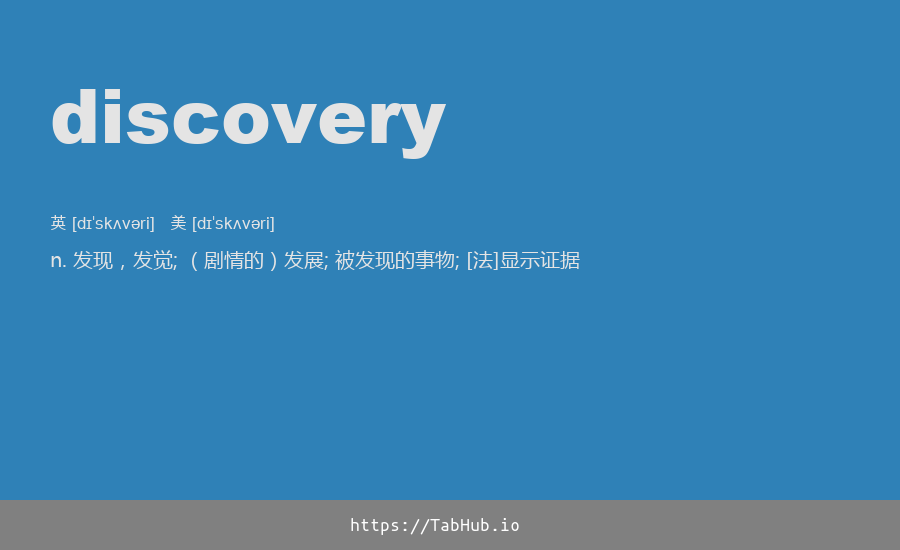 discovery
英 [dɪˈskʌvəri] 美 [dɪˈskʌvəri]
n. 发现，发觉; （剧情的）发展; 被发现的事物; [法]显示证据
https://TabHub.io